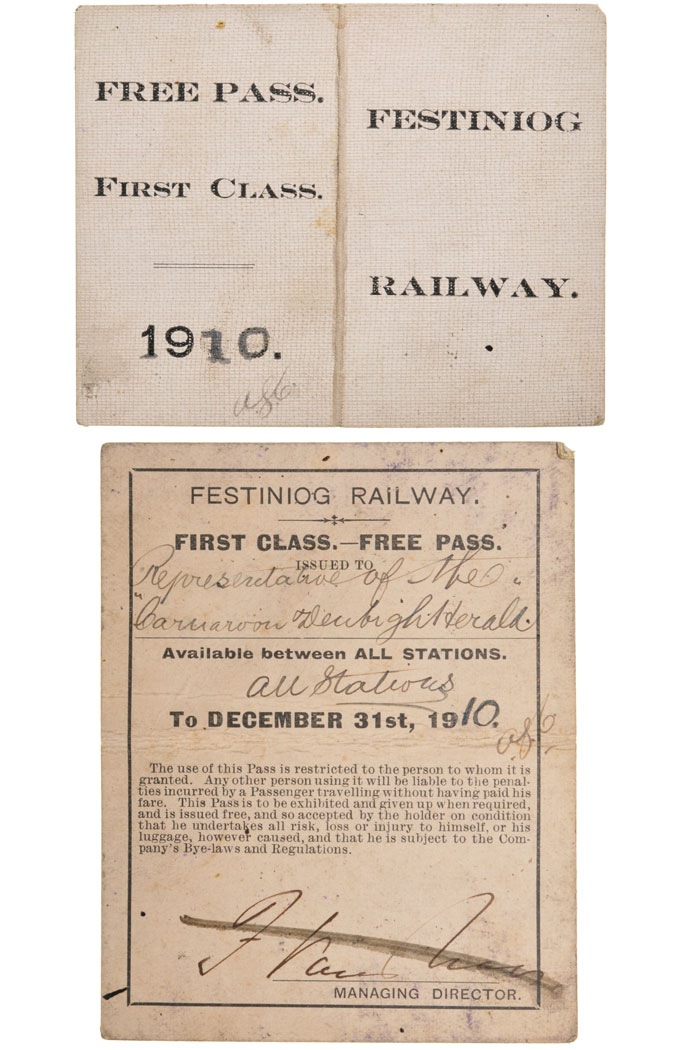 FREE PASS.
FIRST CLASS.
1910.
FESTINIOG
RAILWAY.
FESTINIOG RAILWAY.
FIRST CLASS.—FREE PASS.
ISSUED TO
Representative of the
"Carnarvon Denbigh Herald.
Available between ALL STATIONS.
All Stations
To DECEMBER 31st, 1910.
The use of this Pass is restricted to the person to whom it is
granted. Any other person using it will be liable to the penal-
ties incurred by a Passenger travelling without having paid his
fare. This Pass is to be exhibited and given up when required,
and is issued free, and so accepted by the holder on condition
that he undertakes all risk, loss or injury to himself, or his
luggage, however caused, and that he is subject to the Com-
pany's Bye-laws and Regulations.
MANAGING DIRECTOR.